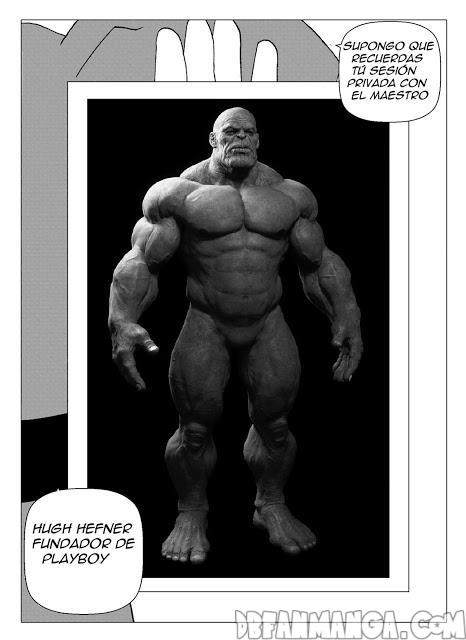 SUPONGO QUE
RECUERDAS
TÚ SESIÓN
PRIVADA CON
EL MAESTRO
HUGH HEFNER
FUNDADOR DE
PLAYBOY
DBFANMANGA.COM